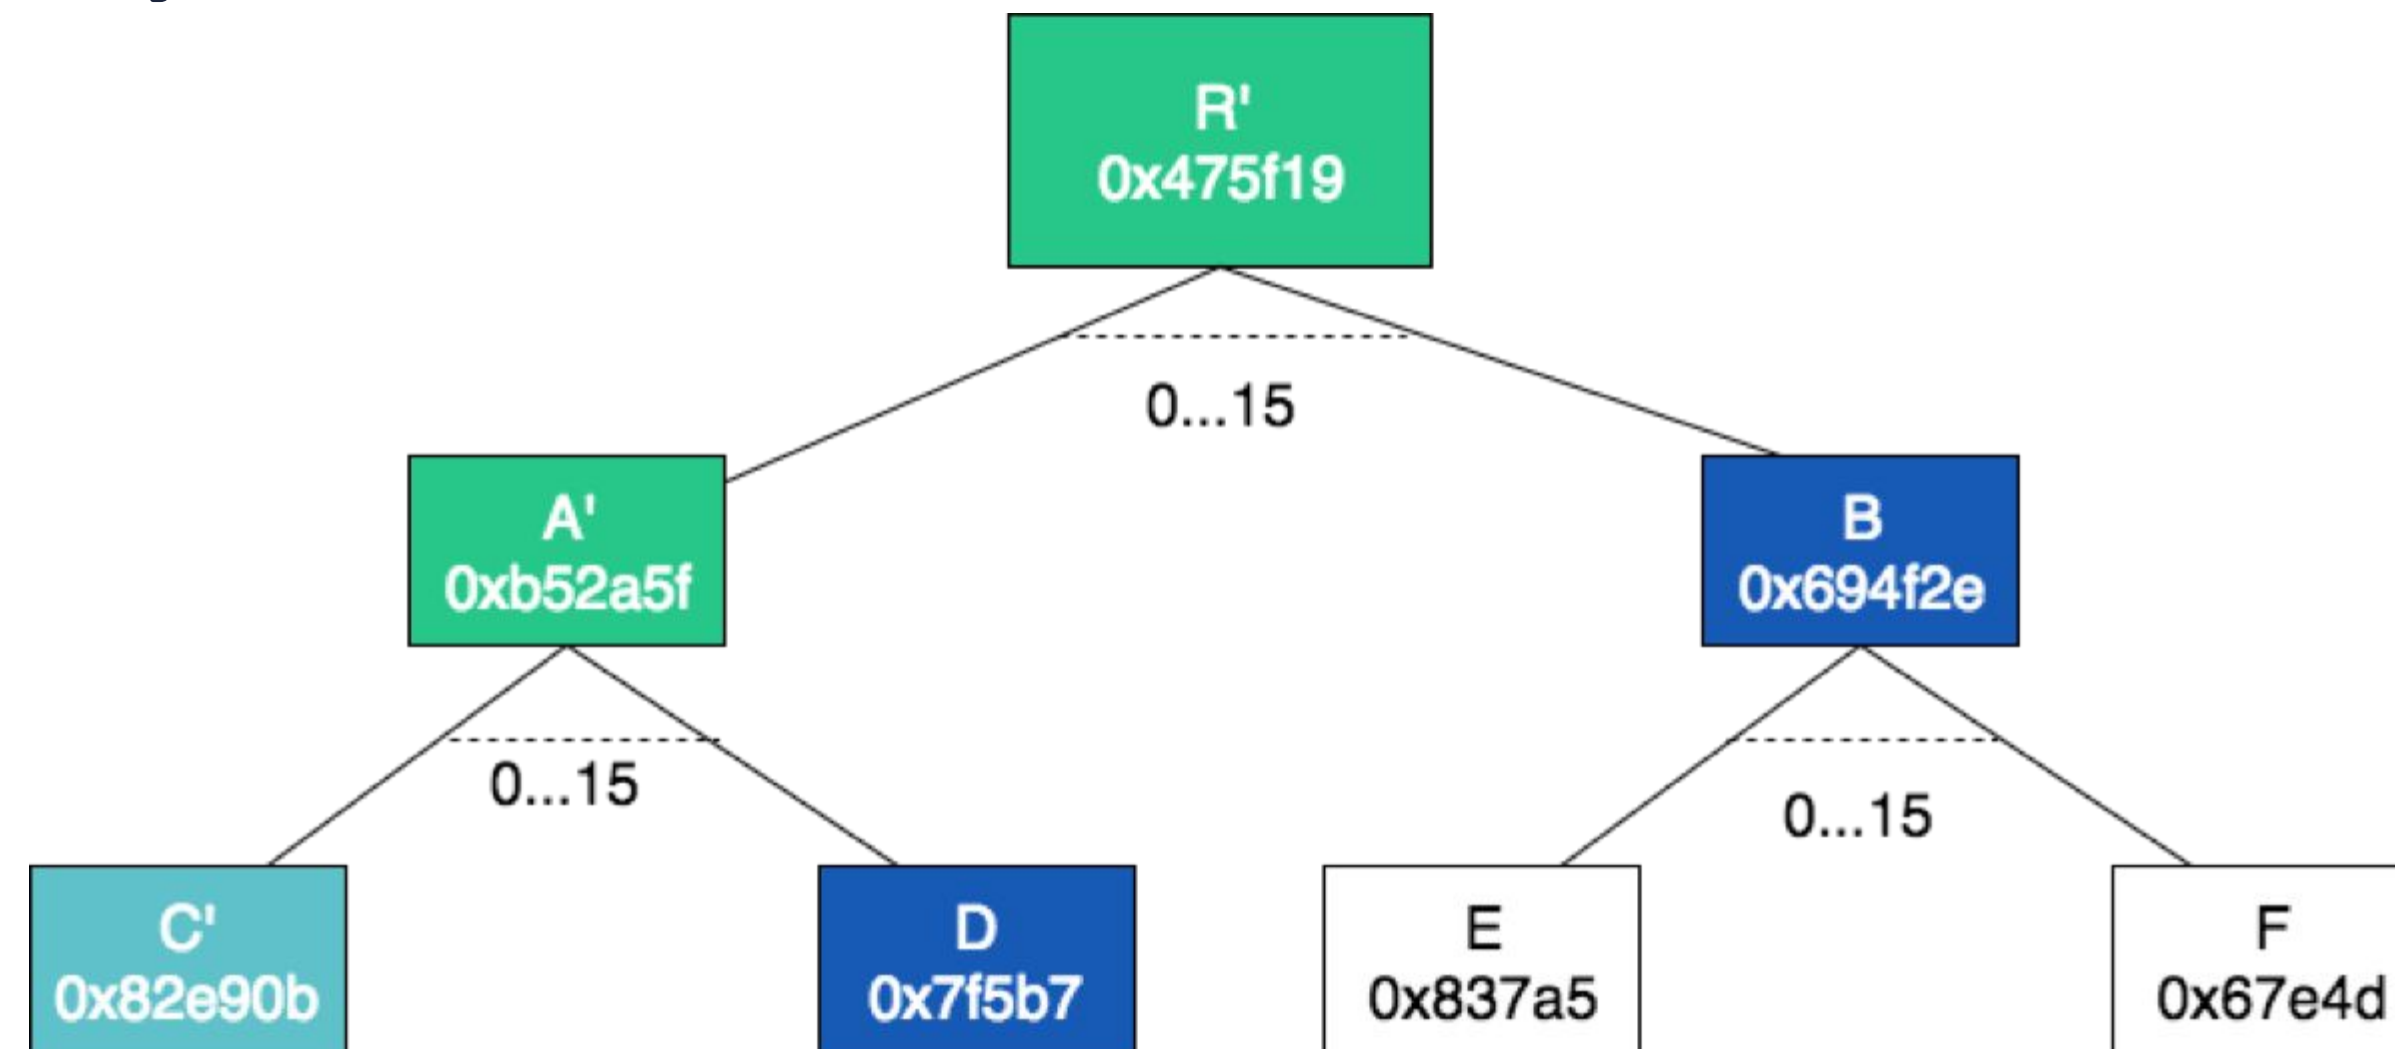 R'
0x475f19
0...15
A'
0xb52a5f
B
0x694f2e
0...15
0...15
C'
0x82e90b
D
0x7f5b7
E
0x837a5
F
0x67e4d